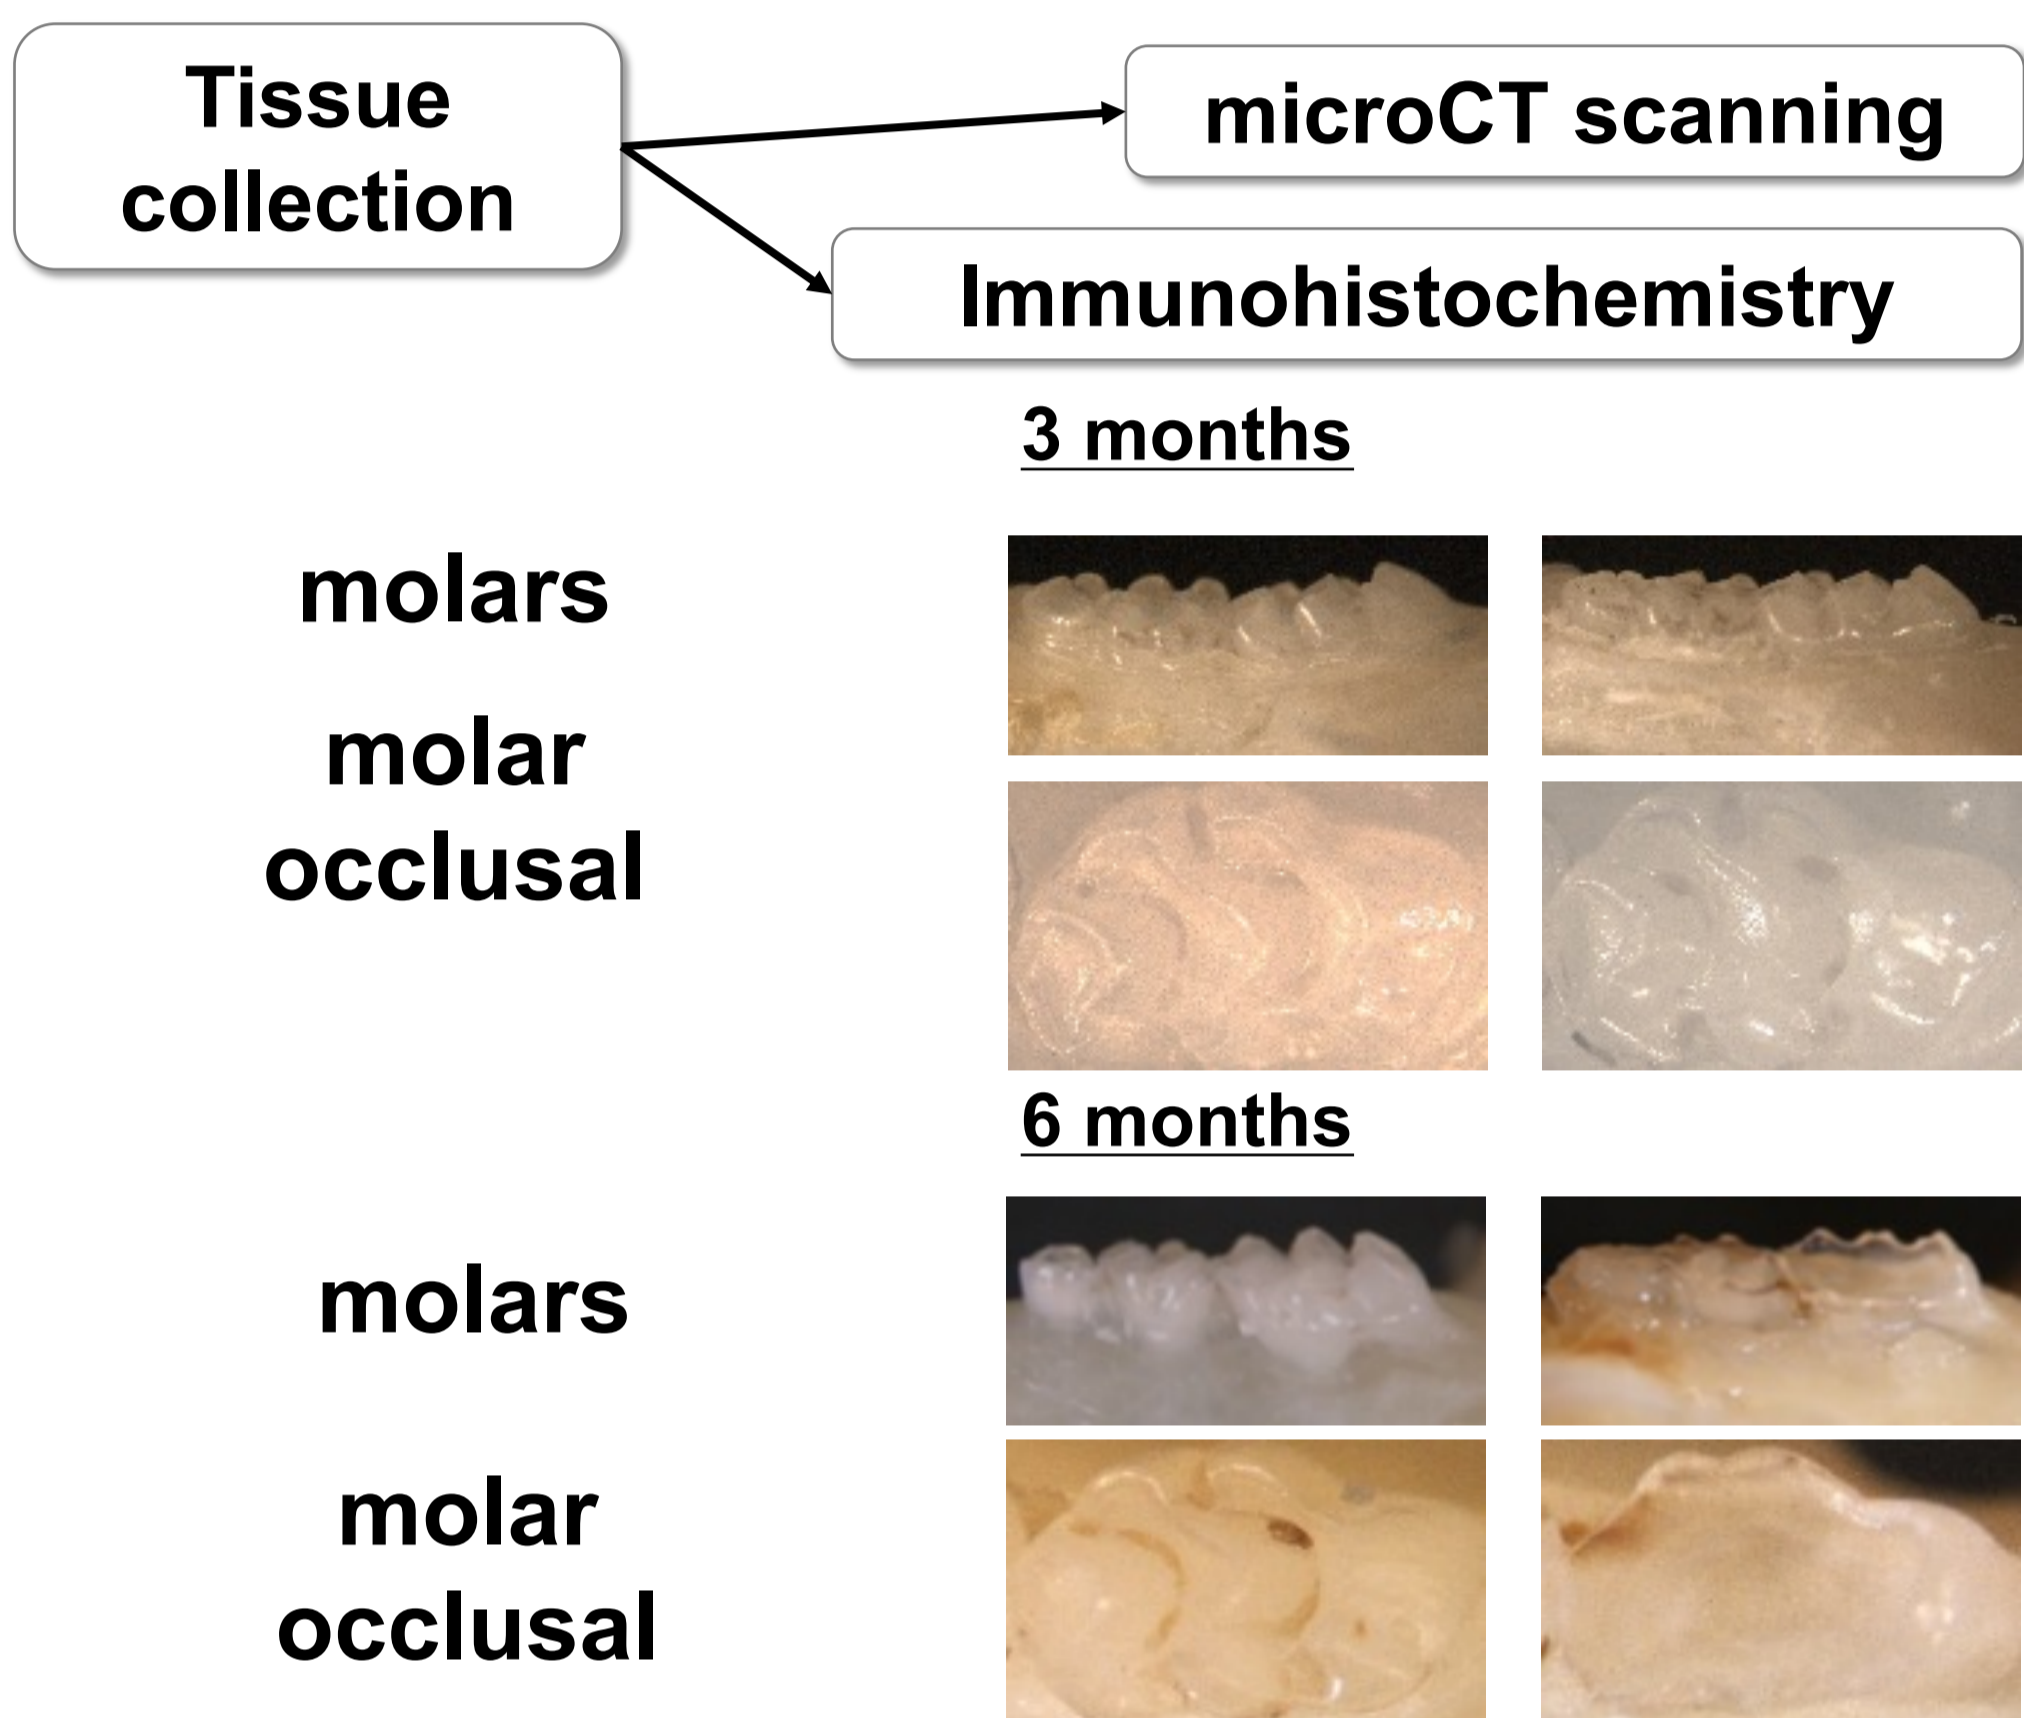 Tissue
collection
microCT scanning
Immunohistochemistry
3 months
molars
molar
occlusal
6 months
molars
molar
occlusal